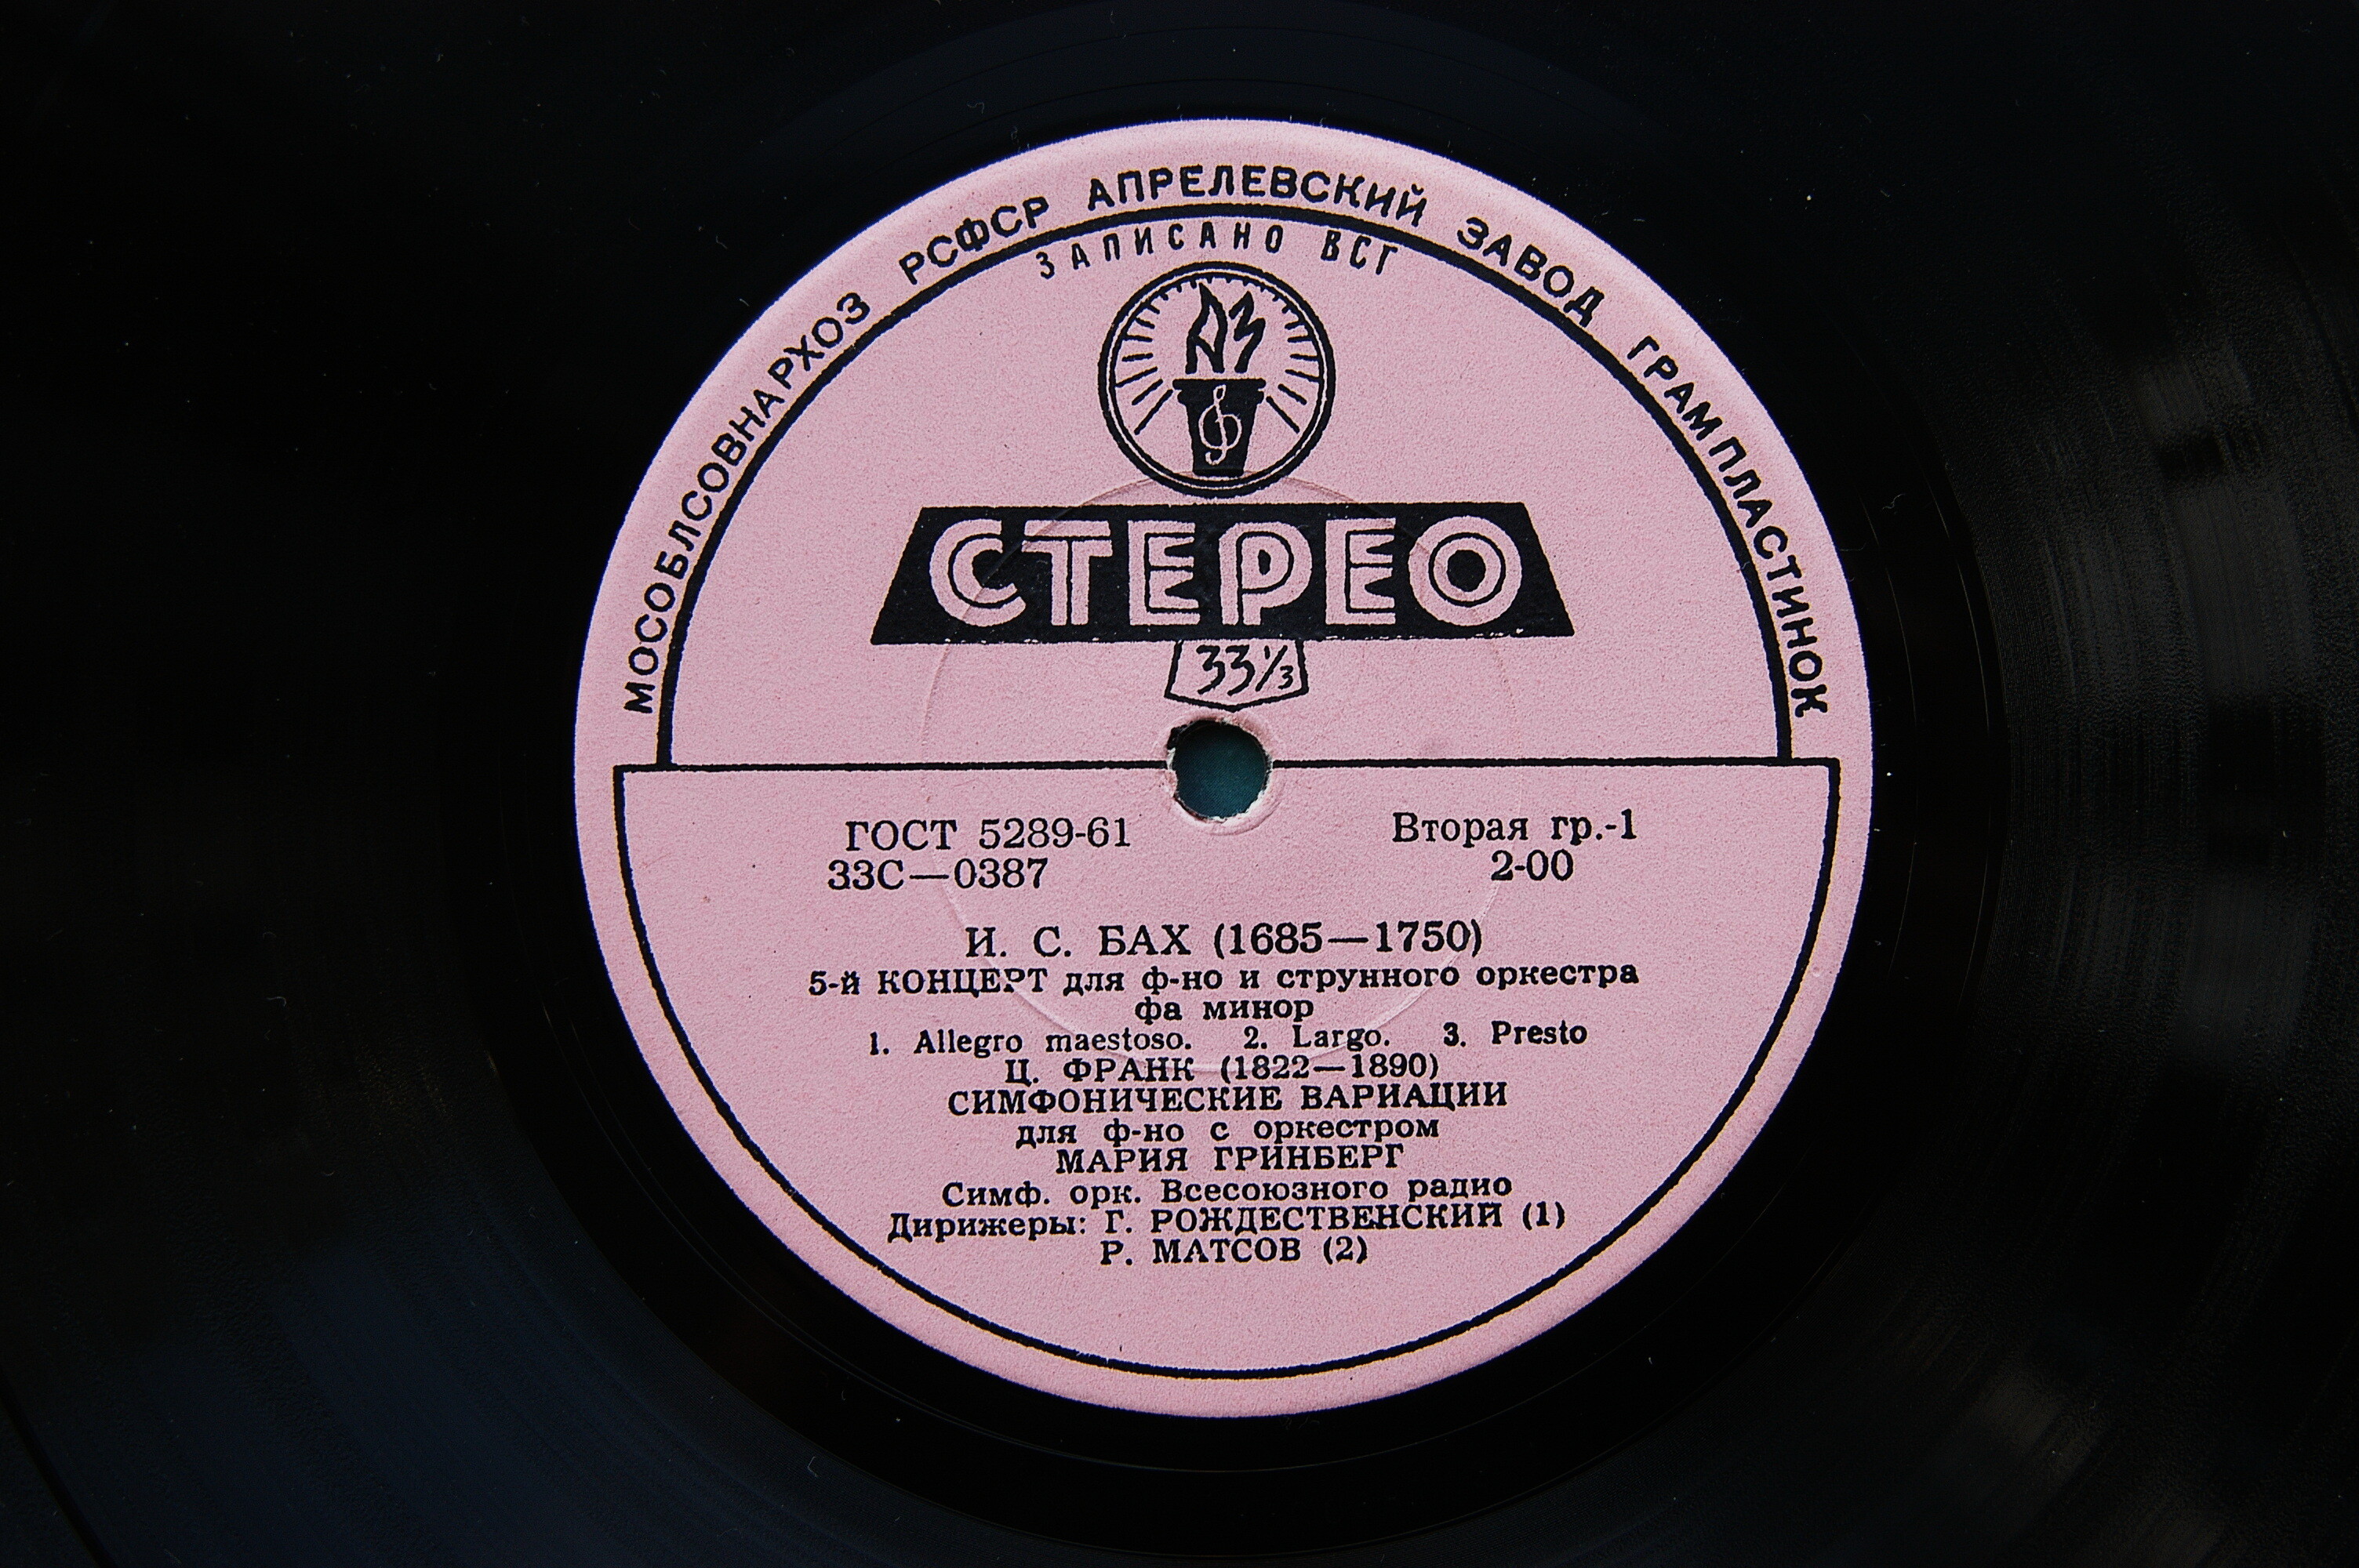 МОСОБЛСОВНАРХОЗ РСФСР АПРЕЛЕВСКИЙ ЗАВОД ГРАМПЛАСТИНОК
ЗАПИСАНО ВСГ
АЗ
СТЕРЕО
33⅓
ГОСТ 5289-61 Вторая гр.-1
33С—0387 2-00
И. С. БАХ (1685—1750)
5-й КОНЦЕРТ для ф-но и струнного оркестра
фа минор
1. Allegro maestoso. 2. Largo. 3. Presto
Ц. ФРАНК (1822—1890)
СИМФОНИЧЕСКИЕ ВАРИАЦИИ
для ф-но с оркестром
МАРИЯ ГРИНБЕРГ
Симф. орк. Всесоюзного радио
Дирижеры: Г. РОЖДЕСТВЕНСКИЙ (1)
Р. МАТСОВ (2)